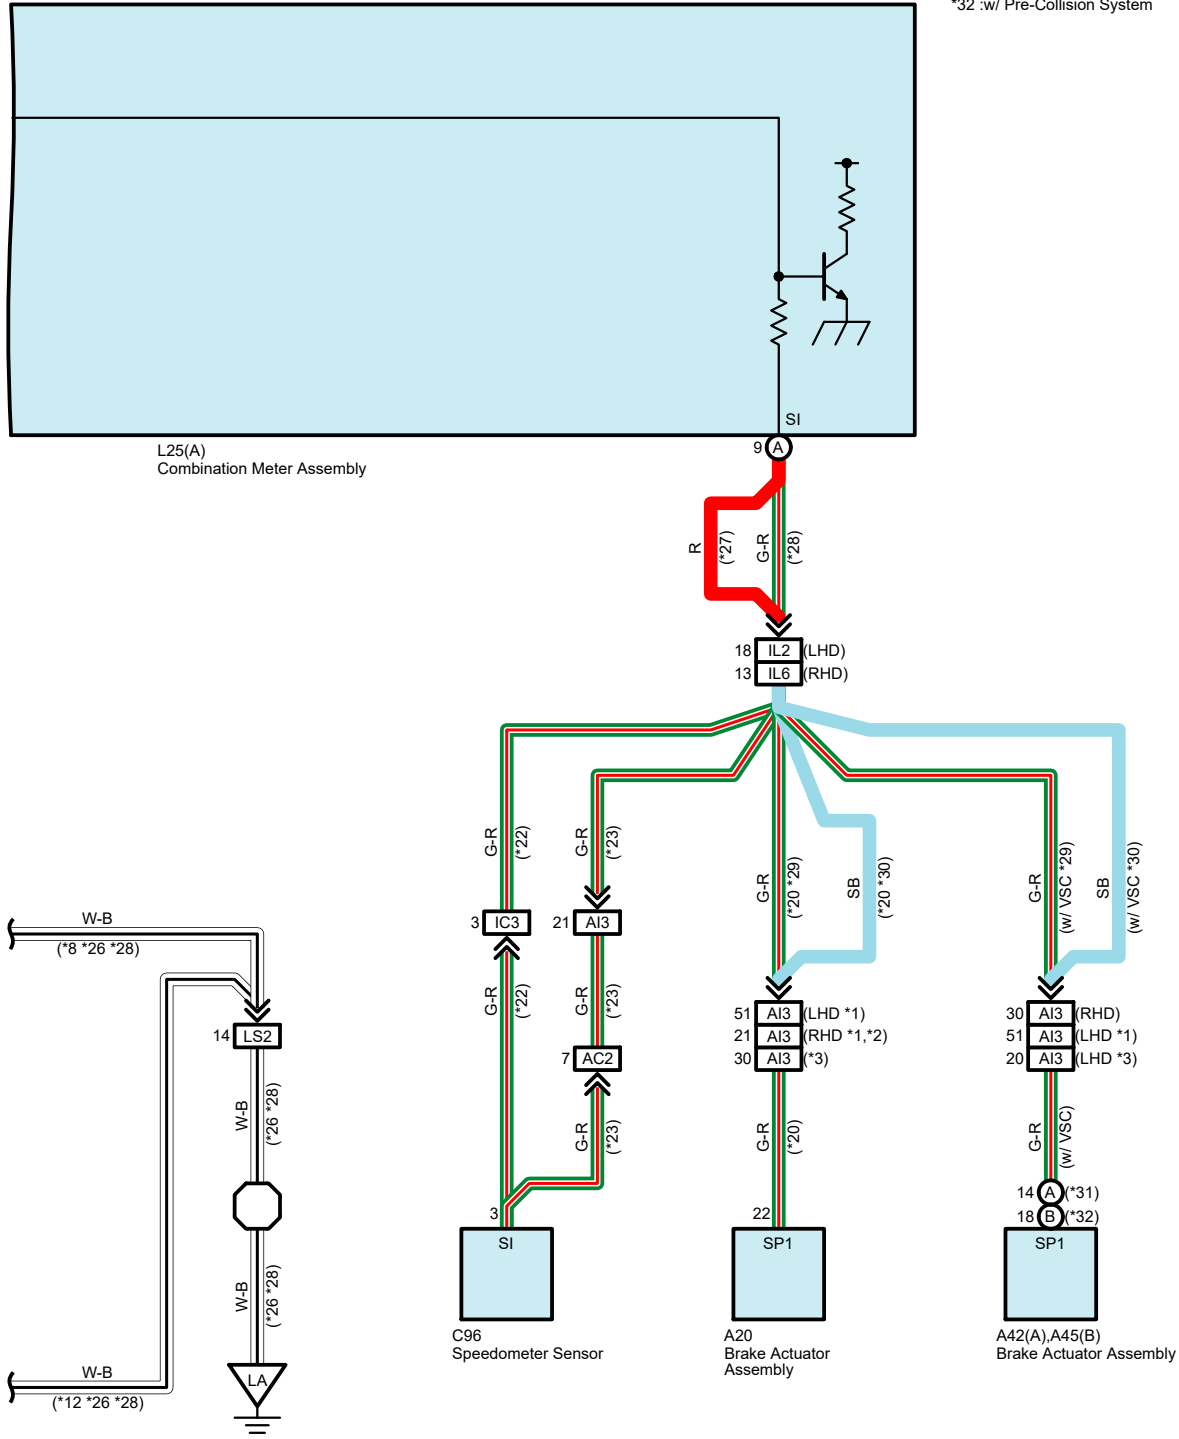 *32 :w/ Pre-Collision System
SI
L25(A)
Combination Meter Assembly
9 A
R
(*27)
G-R
(*28)
18 IL2 (LHD)
13 IL6 (RHD)
G-R
(*22)
G-R
(*23)
G-R
(*20 *29)
SB
(*20 *30)
G-R
(w/ VSC *29)
SB
(w/ VSC *30)
W-B
(*8 *26 *28)
3 IC3
21 AI3
G-R
(*22)
G-R
(*23)
14 LS2
51 AI3 (LHD *1)
21 AI3 (RHD *1,*2)
30 AI3 (*3)
30 AI3 (RHD)
51 AI3 (LHD *1)
20 AI3 (LHD *3)
7 AC2
W-B
(*26 *28)
G-R
(*23)
G-R
(*20)
G-R
(w/ VSC)
14 A (*31)
18 B (*32)
3
SI
22
SP1
SP1
W-B
(*26 *28)
C96
Speedometer Sensor
A20
Brake Actuator
Assembly
A42(A),A45(B)
Brake Actuator Assembly
W-B
(*12 *26 *28)
LA